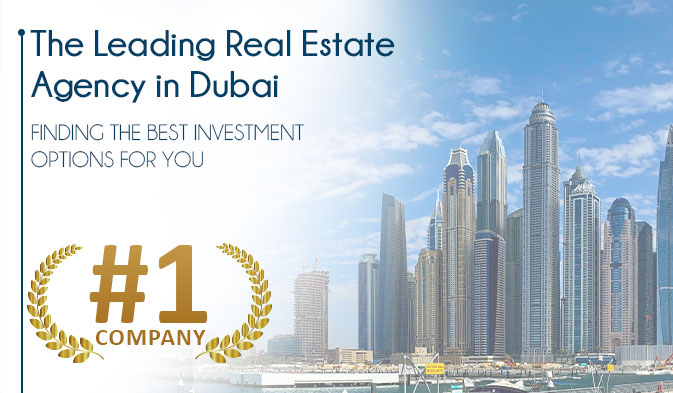 The Leading Real Estate
Agency in Dubai
FINDING THE BEST INVESTMENT
OPTIONS FOR YOU
#1
COMPANY